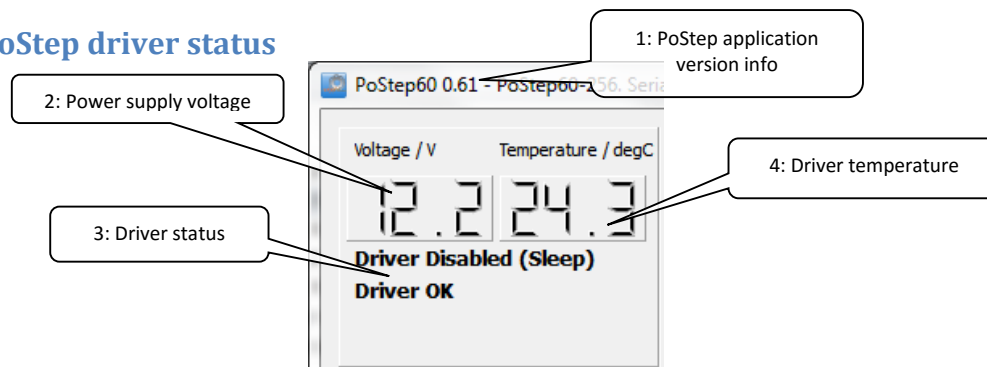 oStep driver status
1: PoStep application
version info
2: Power supply voltage
PoStep60 0.61 - PoStep60-256. Seria
Voltage / V Temperature / degC
4: Driver temperature
12.2 24.3
3: Driver status
Driver Disabled (Sleep)
Driver OK